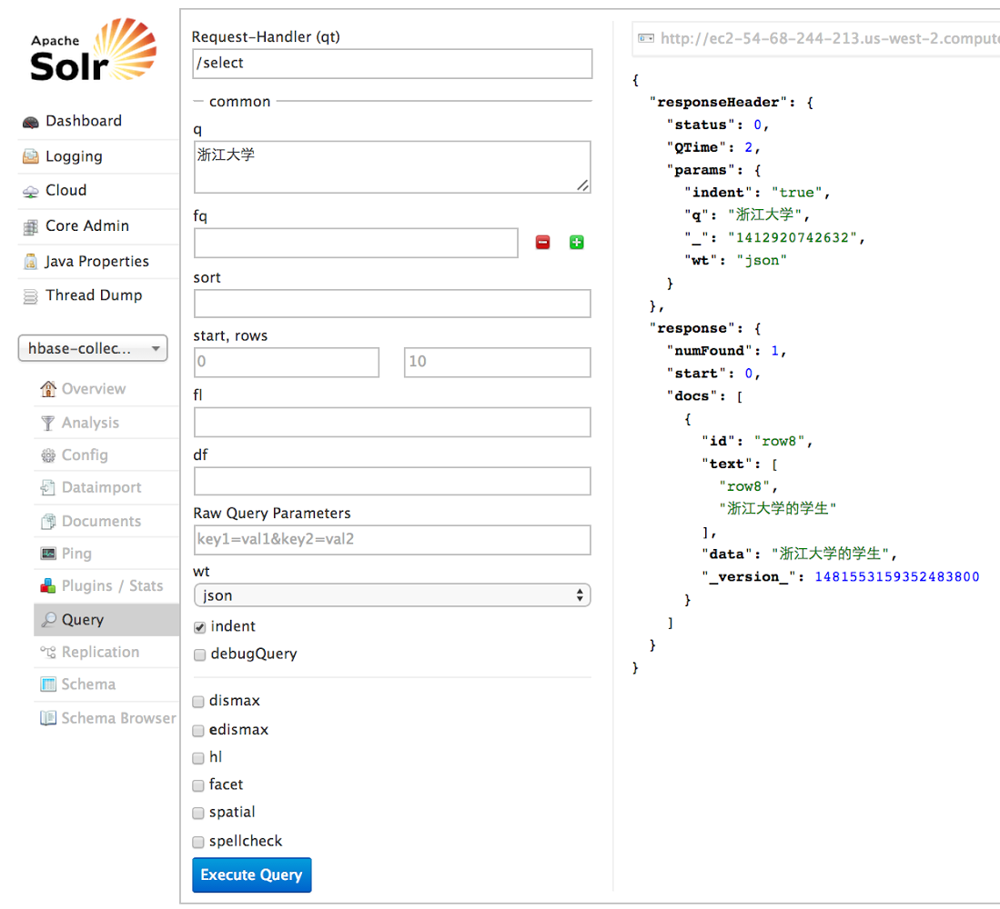 Apache
Solr
Dashboard
Logging
Cloud
Core Admin
Java Properties
Thread Dump
hbase-collec...
Overview
Analysis
Config
Dataimport
Documents
Ping
Plugins / Stats
Query
Replication
Schema
Schema Browser
Request-Handler (qt)
/select
common
q
浙江大学
fq
sort
start, rows
0 10
fl
df
Raw Query Parameters
key1=val1&key2=val2
wt
json
indent
debugQuery
dismax
edismax
hl
facet
spatial
spellcheck
Execute Query
http://ec2-54-68-244-213.us-west-2.compute
{
"responseHeader": {
"status": 0,
"QTime": 2,
"params": {
"indent": "true",
"q": "浙江大学",
"_": "1412920742632",
"wt": "json"
}
},
"response": {
"numFound": 1,
"start": 0,
"docs": [
{
"id": "row8",
"text": [
"row8",
"浙江大学的学生"
],
"data": "浙江大学的学生",
"_version_": 1481553159352483800
}
]
}
}